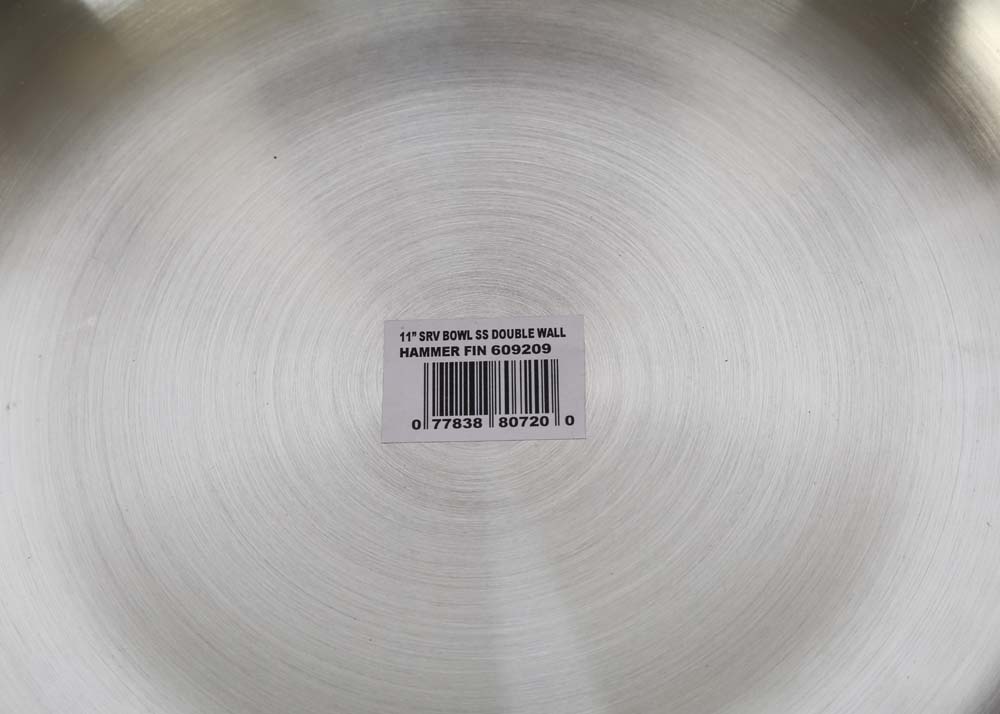 11" SRV BOWL SS DOUBLE WALL
HAMMER FIN 609209
0 77838 80720 0